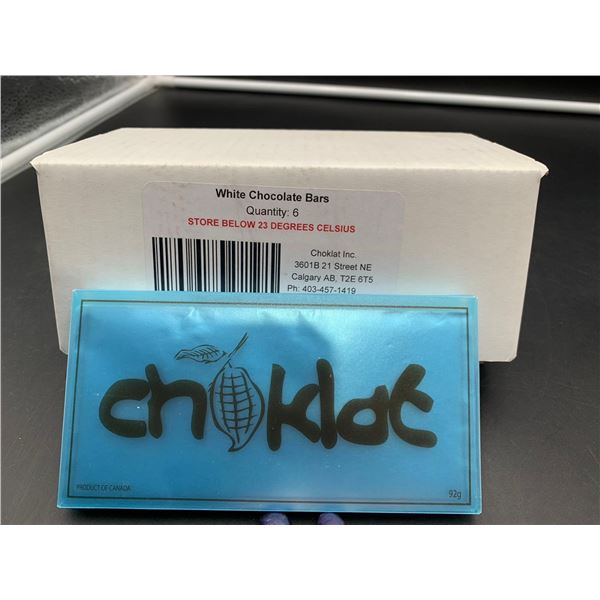 White Chocolate Bars
Quantity: 6
STORE BELOW 23 DEGREES CELSIUS
Choklat Inc.
3601B 21 Street NE
Calgary AB, T2E 6T5
Ph: 403-457-1419
choklat
PRODUCT OF CANADA
92g